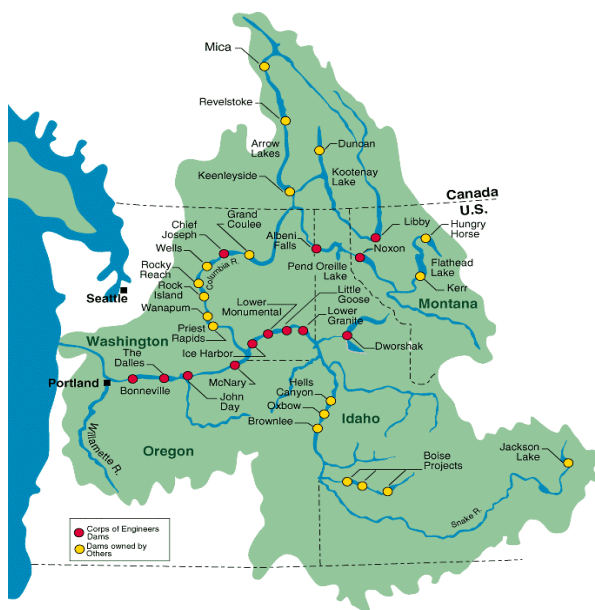 Mica
Revelstoke
Arrow
Lakes
Duncan
Kootenay
Lake
Keenleyside
Canada
U.S.
Grand
Coulee
Chief
Joseph
Albeni
Falls
Libby
Hungry
Horse
Noxon
Wells
Rocky
Reach
Columbia R.
Pend Oreille
Lake
Flathead
Lake
Kerr
Rock
Island
Seattle
Wanapum
Montana
Little
Goose
Lower
Monumental
Lower
Granite
Priest
Rapids
Washington
Ice Harbor
Dworshak
The
Dalles
Portland
Bonneville
McNary
John
Day
Hells
Canyon
Oxbow
Brownlee
Idaho
Willamette R.
Oregon
Boise
Projects
Jackson
Lake
Snake R.
Corps of Engineers
Dams
Dams owned by
Others